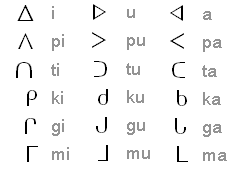 ᐃ i ᐅ u ᐊ a
ᐱ pi ᐳ pu ᐸ pa
ᑎ ti ᑐ tu ᑕ ta
ᑭ ki ᑯ ku ᑲ ka
ᒋ gi ᒍ gu ᒐ ga
ᒥ mi ᒧ mu ᒪ ma